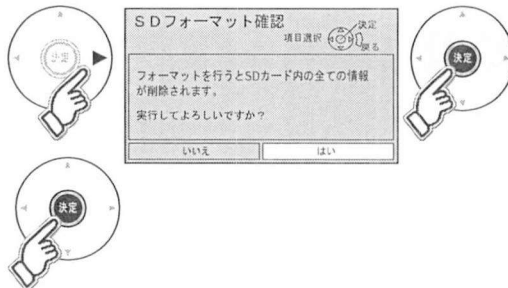 決定
SDフォーマット確認
項目選択
決定
戻る
フォーマットを行うとSDカード内の全ての情報
が削除されます。
実行してよろしいですか？
いいえ
はい
決定
決定